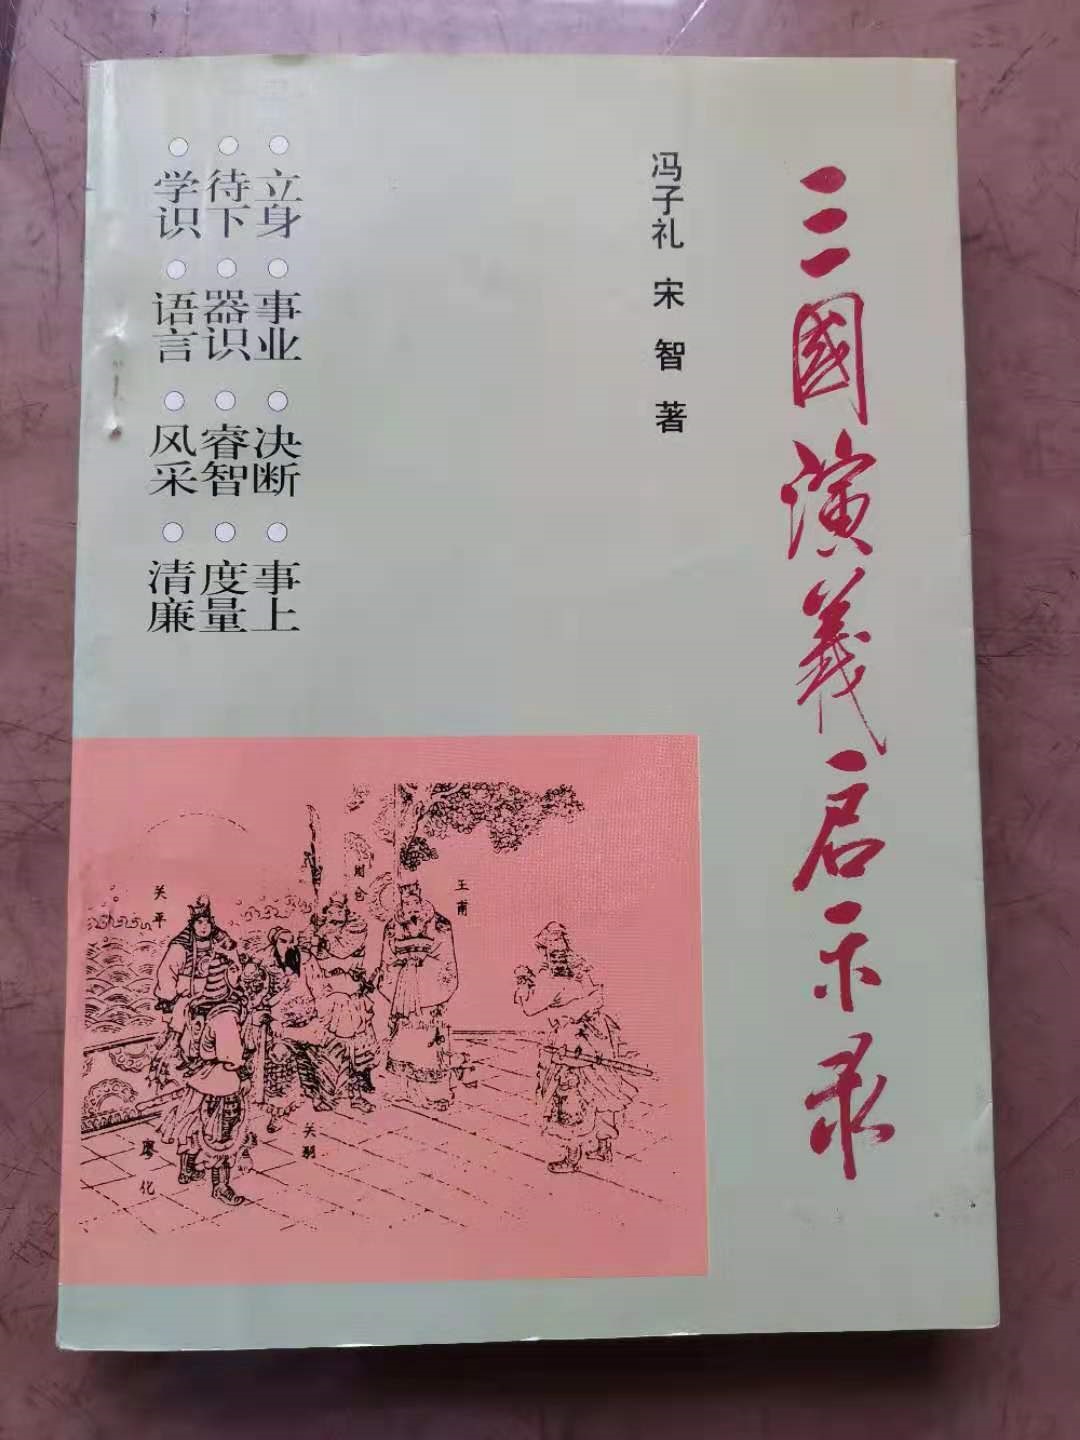 三國演義启示录
冯子礼 宋智 著
立身 事业 决断 事上
待下 器识 睿智 度量
学识 语言 风采 清廉
王甫
周仓
关平
关羽
廖化